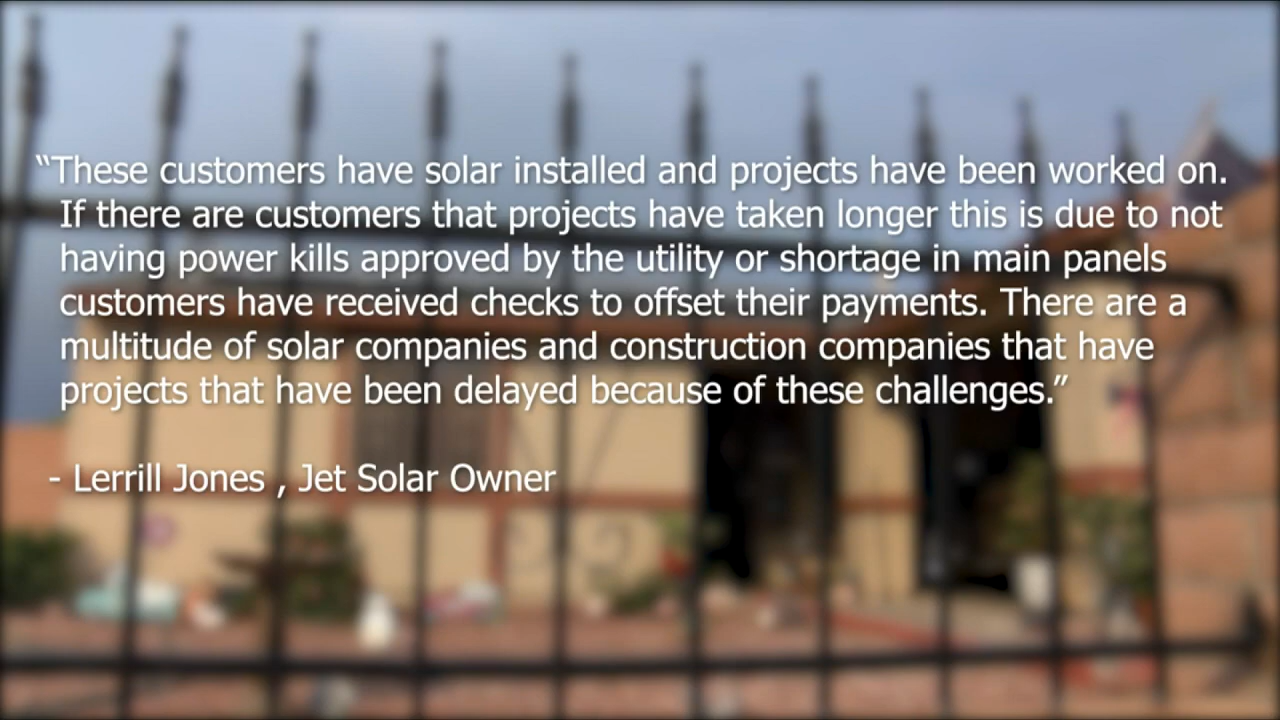 “These customers have solar installed and projects have been worked on.
If there are customers that projects have taken longer this is due to not
having power kills approved by the utility or shortage in main panels
customers have received checks to offset their payments. There are a
multitude of solar companies and construction companies that have
projects that have been delayed because of these challenges.”
- Lerrill Jones , Jet Solar Owner